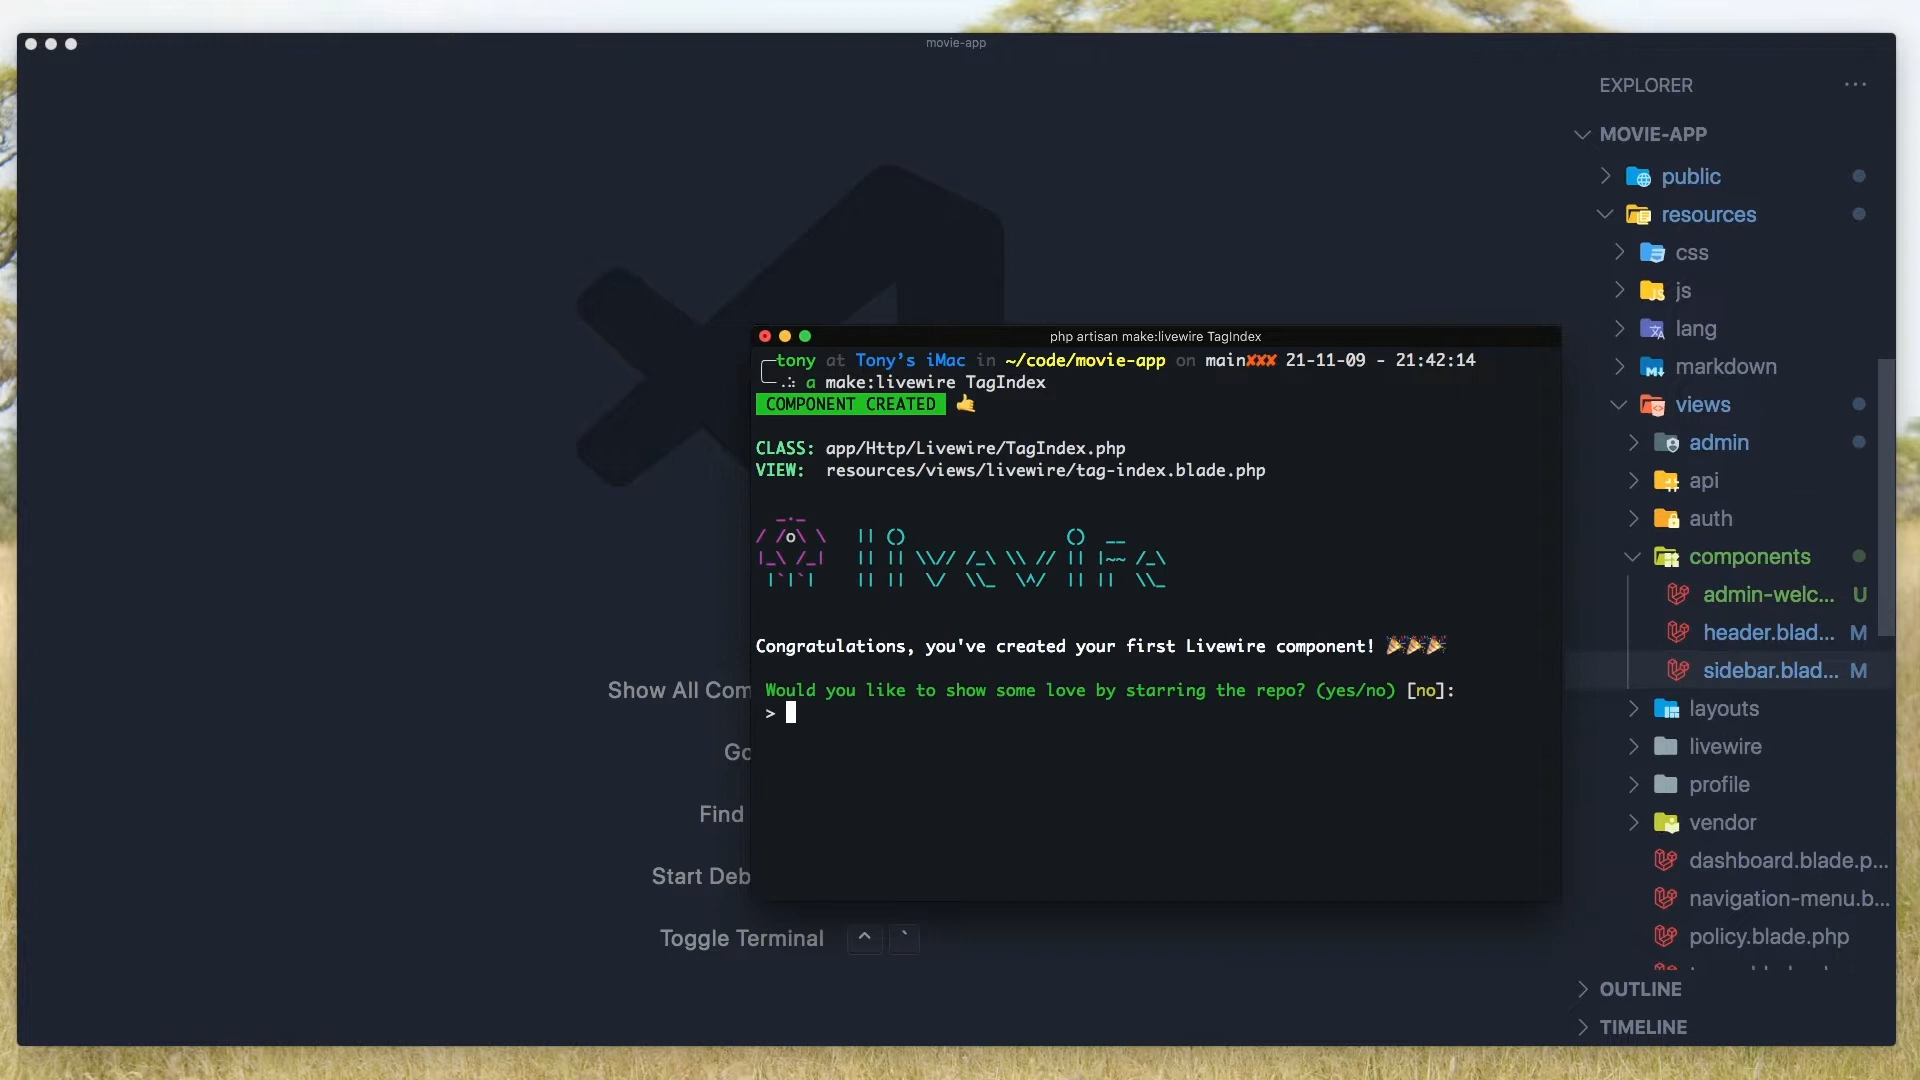 movie-app
EXPLORER
MOVIE-APP
public
resources
css
js
lang
markdown
views
admin
api
auth
components
admin-welc... U
header.blad... M
sidebar.blad... M
layouts
livewire
profile
vendor
dashboard.blade.p...
navigation-menu.b...
policy.blade.php
OUTLINE
TIMELINE
php artisan make:livewire TagIndex
tony at Tony's iMac in ~/code/movie-app on main✘✘✘ 21-11-09 - 21:42:14
a make:livewire TagIndex
COMPONENT CREATED 🤙
CLASS: app/Http/Livewire/TagIndex.php
VIEW: resources/views/livewire/tag-index.blade.php
Congratulations, you've created your first Livewire component! 🎉🎉🎉
Would you like to show some love by starring the repo? (yes/no) [no]:
>
Show All Com
Go
Find
Start Deb
Toggle Terminal ^ `